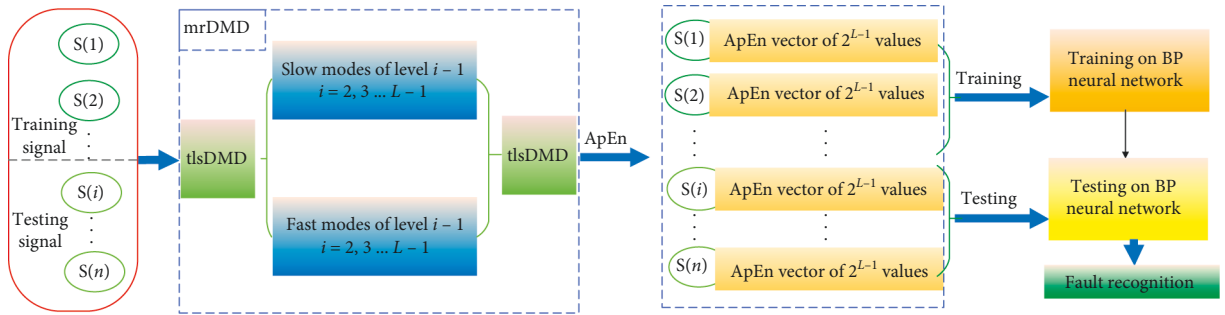 S(1)
S(2)
Training
signal
S(i)
Testing
signal
S(n)
mrDMD
tlsDMD
Slow modes of level i – 1
i = 2, 3 ... L – 1
Fast modes of level i – 1
i = 2, 3 ... L – 1
tlsDMD
ApEn
S(1) ApEn vector of 2^{L–1} values
S(2) ApEn vector of 2^{L–1} values
S(i) ApEn vector of 2^{L–1} values
S(n) ApEn vector of 2^{L–1} values
Training
Testing
Training on BP
neural network
Testing on BP
neural network
Fault recognition